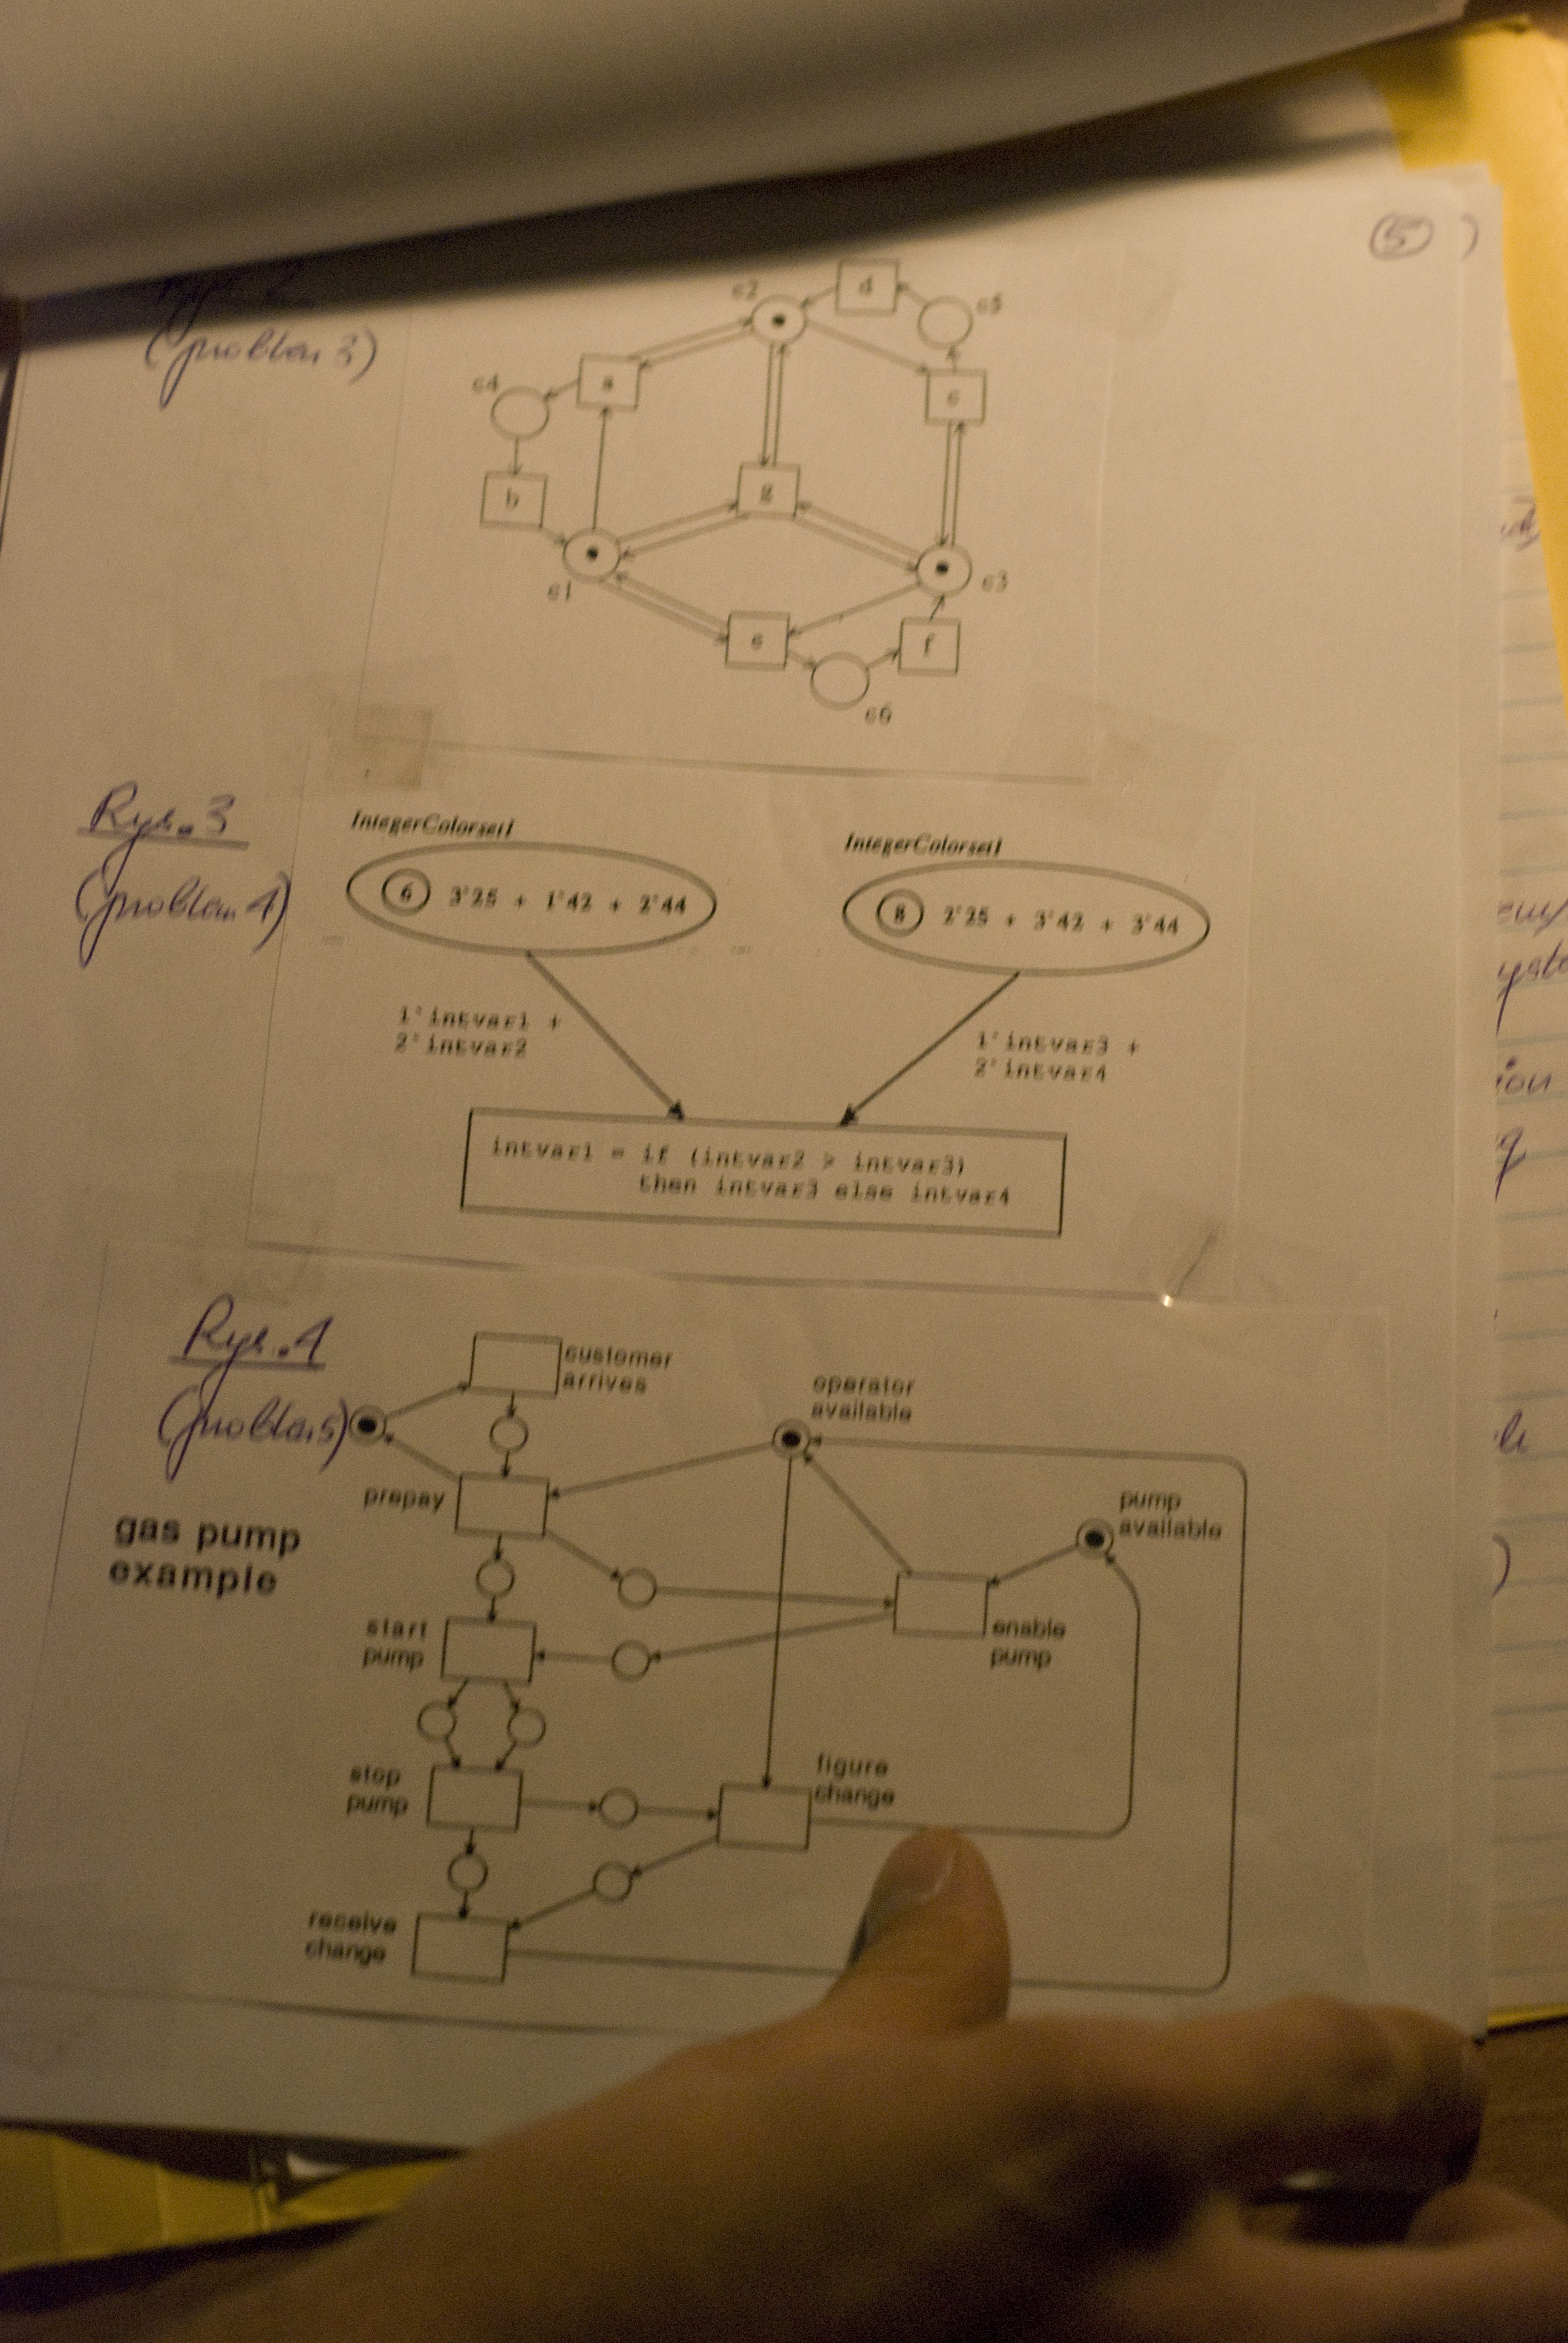 5 )
Rys. 2
(problem 3)
c2
d
c5
c4
a
c
b
g
c1
c3
e
f
c6
Rys. 3
(problem 4)
IntegerColorset1
IntegerColorset1
6 3'25 + 1'42 + 2'44
8 2'25 + 3'42 + 3'44
1'intvar1 +
2'intvar2
1'intvar3 +
2'intvar4
intvar1 = if (intvar2 > intvar3)
then intvar3 else intvar4
Rys. 4
(problem 5)
customer
arrives
operator
available
prepay
pump
available
gas pump
example
start
pump
enable
pump
stop
pump
figure
change
receive
change